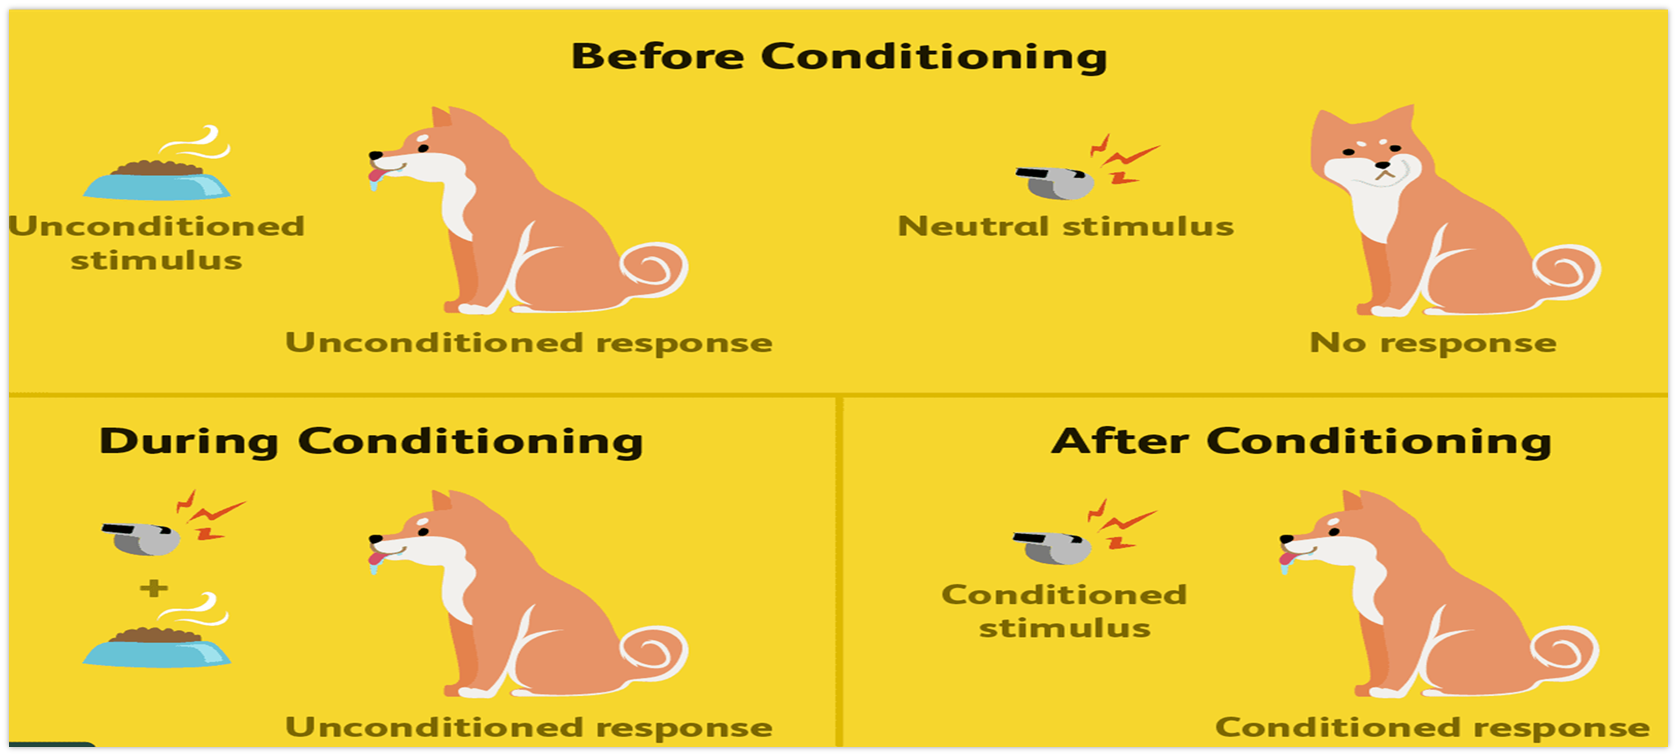 Before Conditioning
Unconditioned
stimulus
Unconditioned response
Neutral stimulus
No response
During Conditioning
+
Unconditioned response
After Conditioning
Conditioned
stimulus
Conditioned response